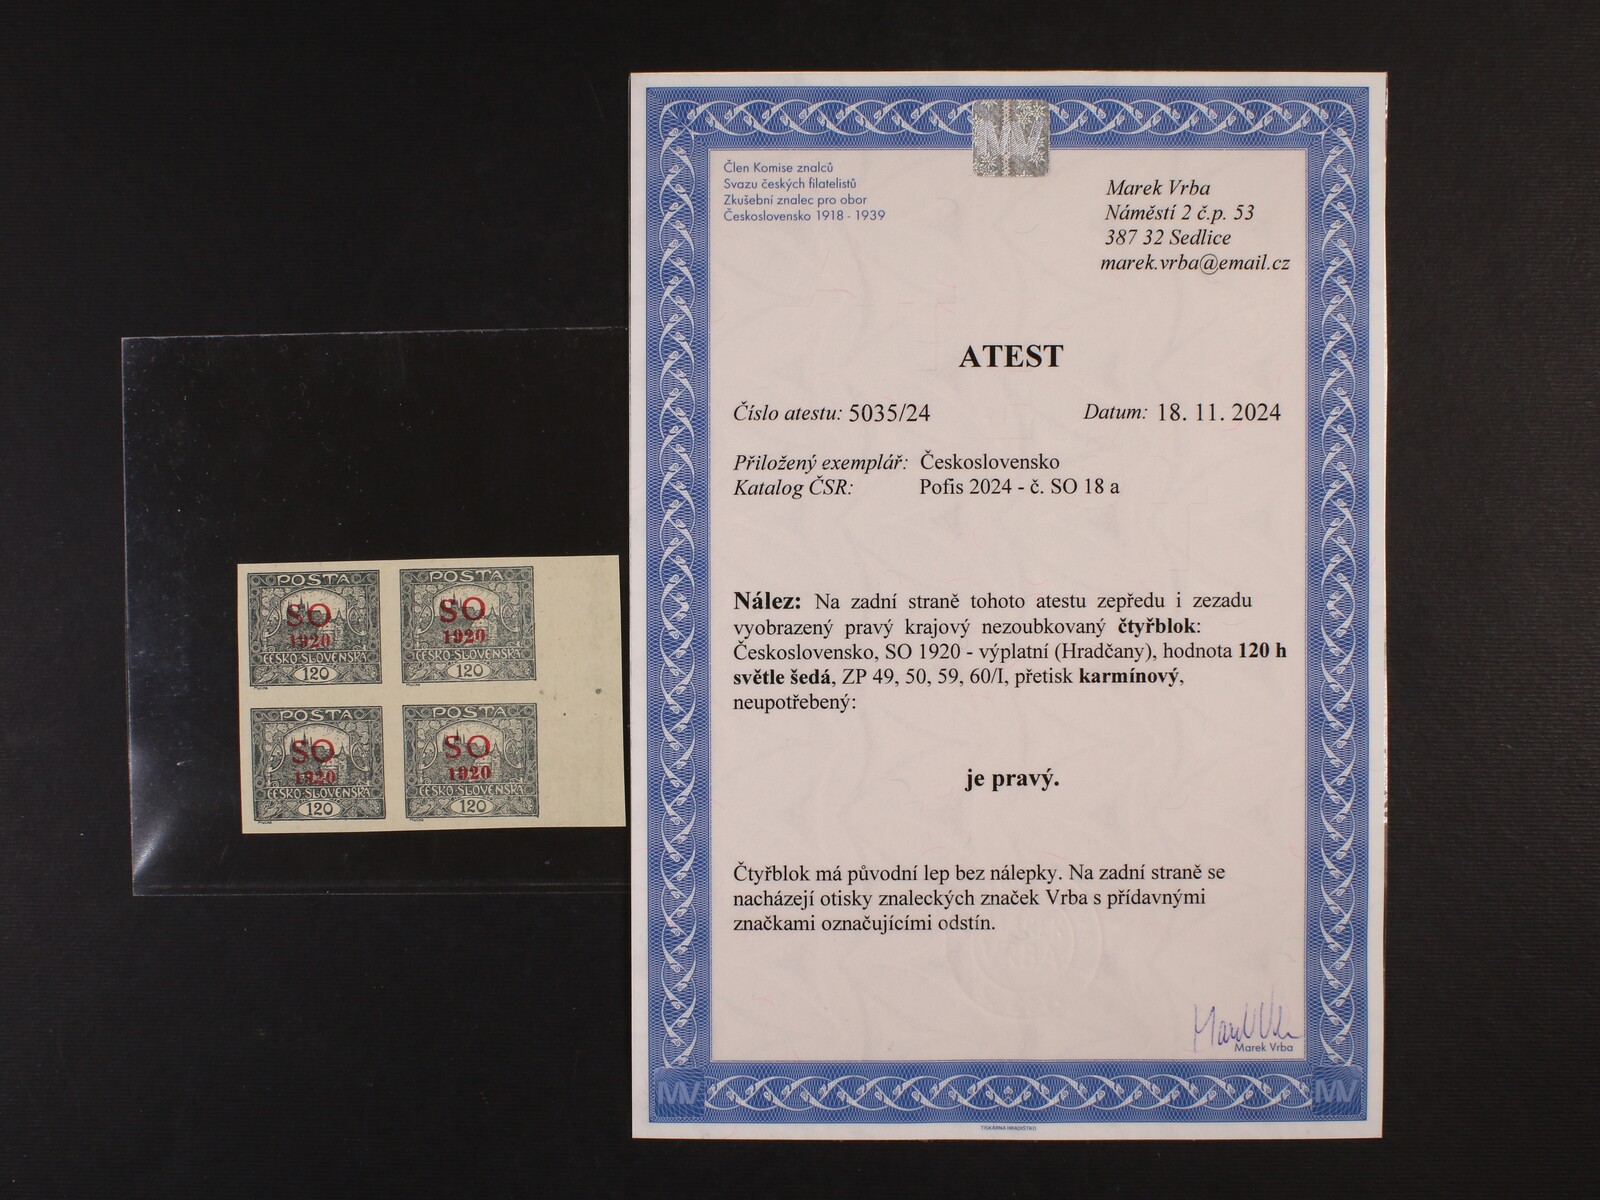 POSTA
SO
1920
ČESKO-SLOVENSKÁ
120
POSTA
SO
1920
ČESKO-SLOVENSKÁ
120
POSTA
SO
1920
ČESKO-SLOVENSKÁ
120
POSTA
SO
1920
ČESKO-SLOVENSKÁ
120
MV
Člen Komise znalců
Svazu českých filatelistů
Zkušební znalec pro obor
Československo 1918 - 1939
Marek Vrba
Náměstí 2 č.p. 53
387 32 Sedlice
marek.vrba@email.cz
ATEST
Číslo atestu: 5035/24 Datum: 18. 11. 2024
Přiložený exemplář: Československo
Katalog ČSR: Pofis 2024 - č. SO 18 a
Nález: Na zadní straně tohoto atestu zepředu i zezadu
vyobrazený pravý krajový nezoubkovaný čtyřblok:
Československo, SO 1920 - výplatní (Hradčany), hodnota 120 h
světle šedá, ZP 49, 50, 59, 60/I, přetisk karmínový,
neupotřebený:
je pravý.
Čtyřblok má původní lep bez nálepky. Na zadní straně se
nacházejí otisky znaleckých značek Vrba s přídavnými
značkami označujícími odstín.
Marek Vrba
MV
MV
TISKÁRNA HRADIŠTKO